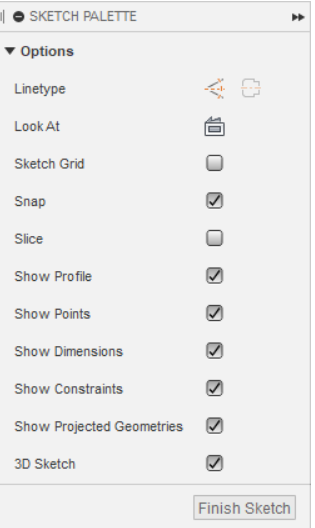 SKETCH PALETTE
Options
Linetype
Look At
Sketch Grid
Snap
Slice
Show Profile
Show Points
Show Dimensions
Show Constraints
Show Projected Geometries
3D Sketch
Finish Sketch